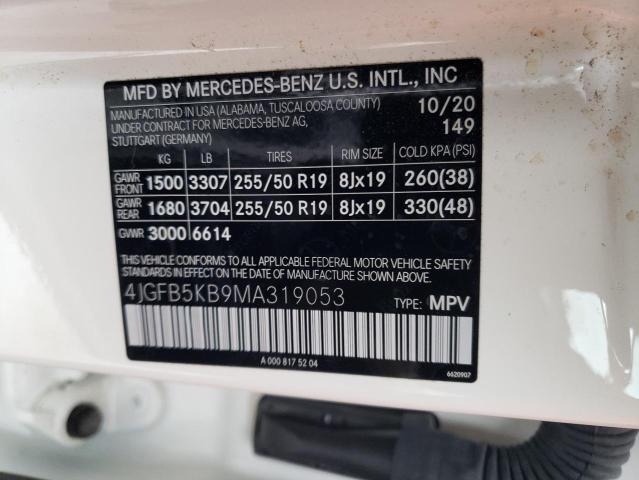 MFD BY MERCEDES-BENZ U.S. INTL., INC
MANUFACTURED IN USA (ALABAMA, TUSCALOOSA COUNTY) 10/20
UNDER CONTRACT FOR MERCEDES-BENZ AG, 149
STUTTGART (GERMANY)
KG LB TIRES RIM SIZE COLD KPA (PSI)
GAWR FRONT 1500 3307 255/50 R19 8Jx19 260(38)
GAWR REAR 1680 3704 255/50 R19 8Jx19 330(48)
GVWR 3000 6614
THIS VEHICLE CONFORMS TO ALL APPLICABLE FEDERAL MOTOR VEHICLE SAFETY
STANDARDS IN EFFECT ON THE DATE OF MANUFACTURE SHOWN ABOVE.
4JGFB5KB9MA319053 TYPE: MPV
A 000 817 52 04
6620907